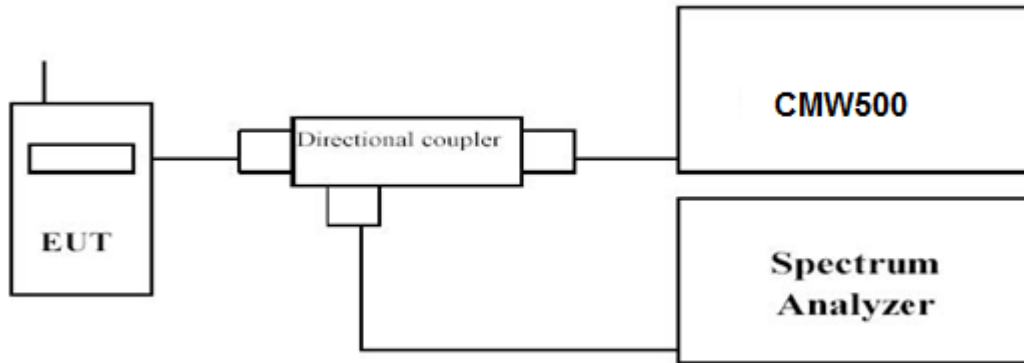 CMW500
Directional coupler
EUT
Spectrum
Analyzer